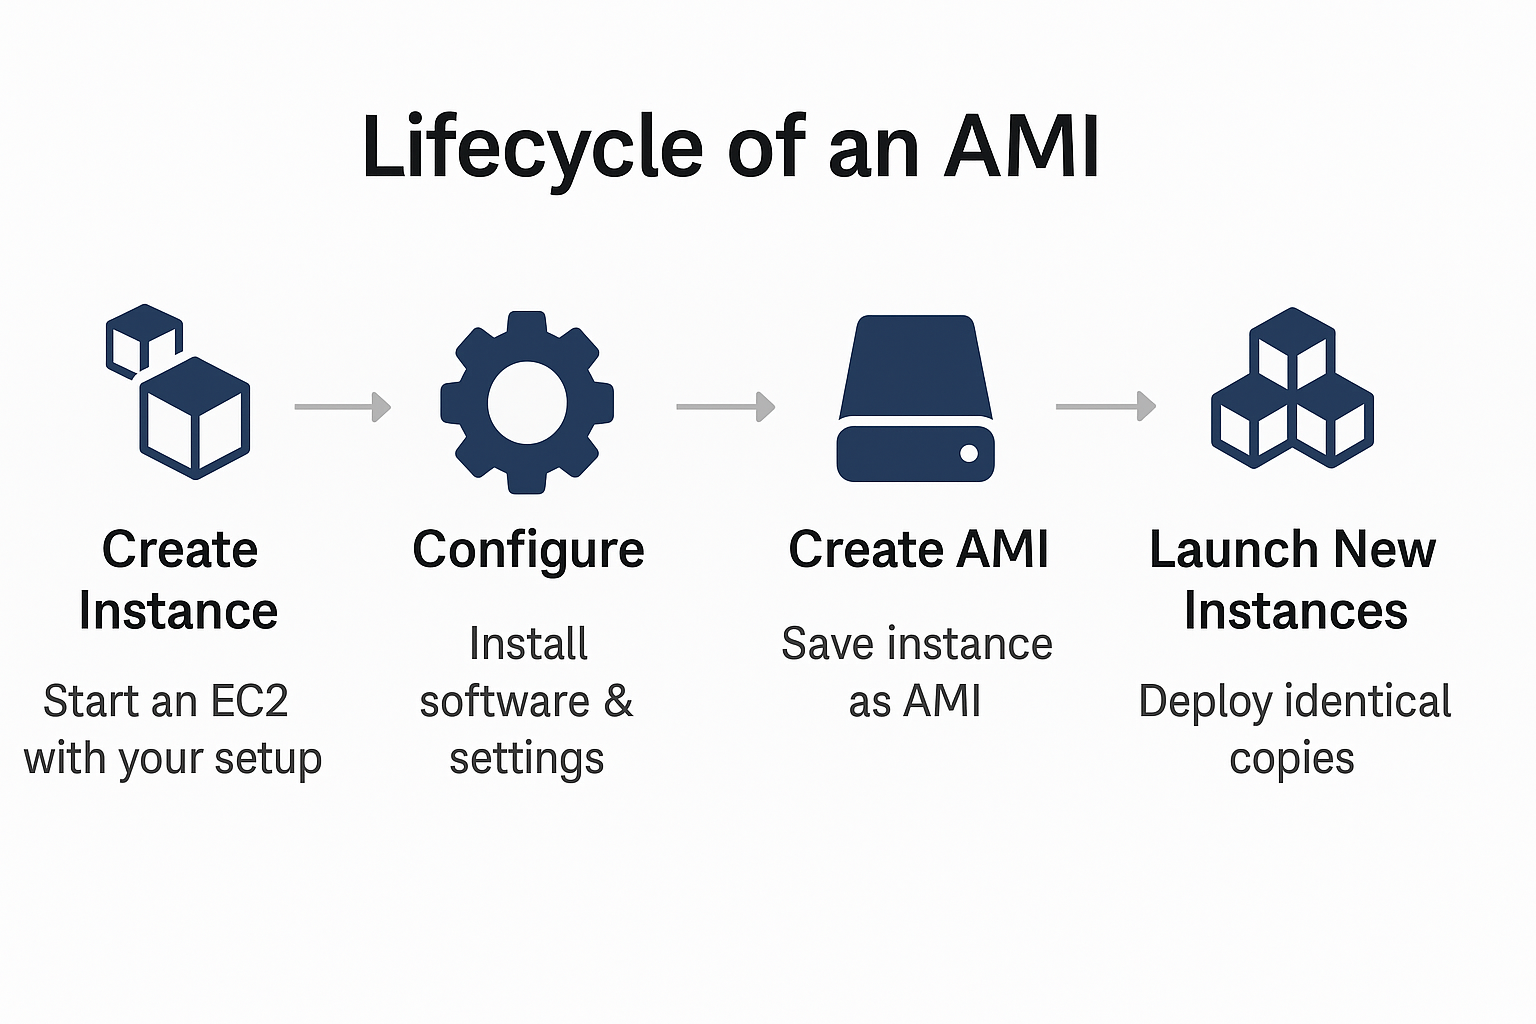 Lifecycle of an AMI
Create
Instance
Start an EC2
with your setup
Configure
Install
software &
settings
Create AMI
Save instance
as AMI
Launch New
Instances
Deploy identical
copies